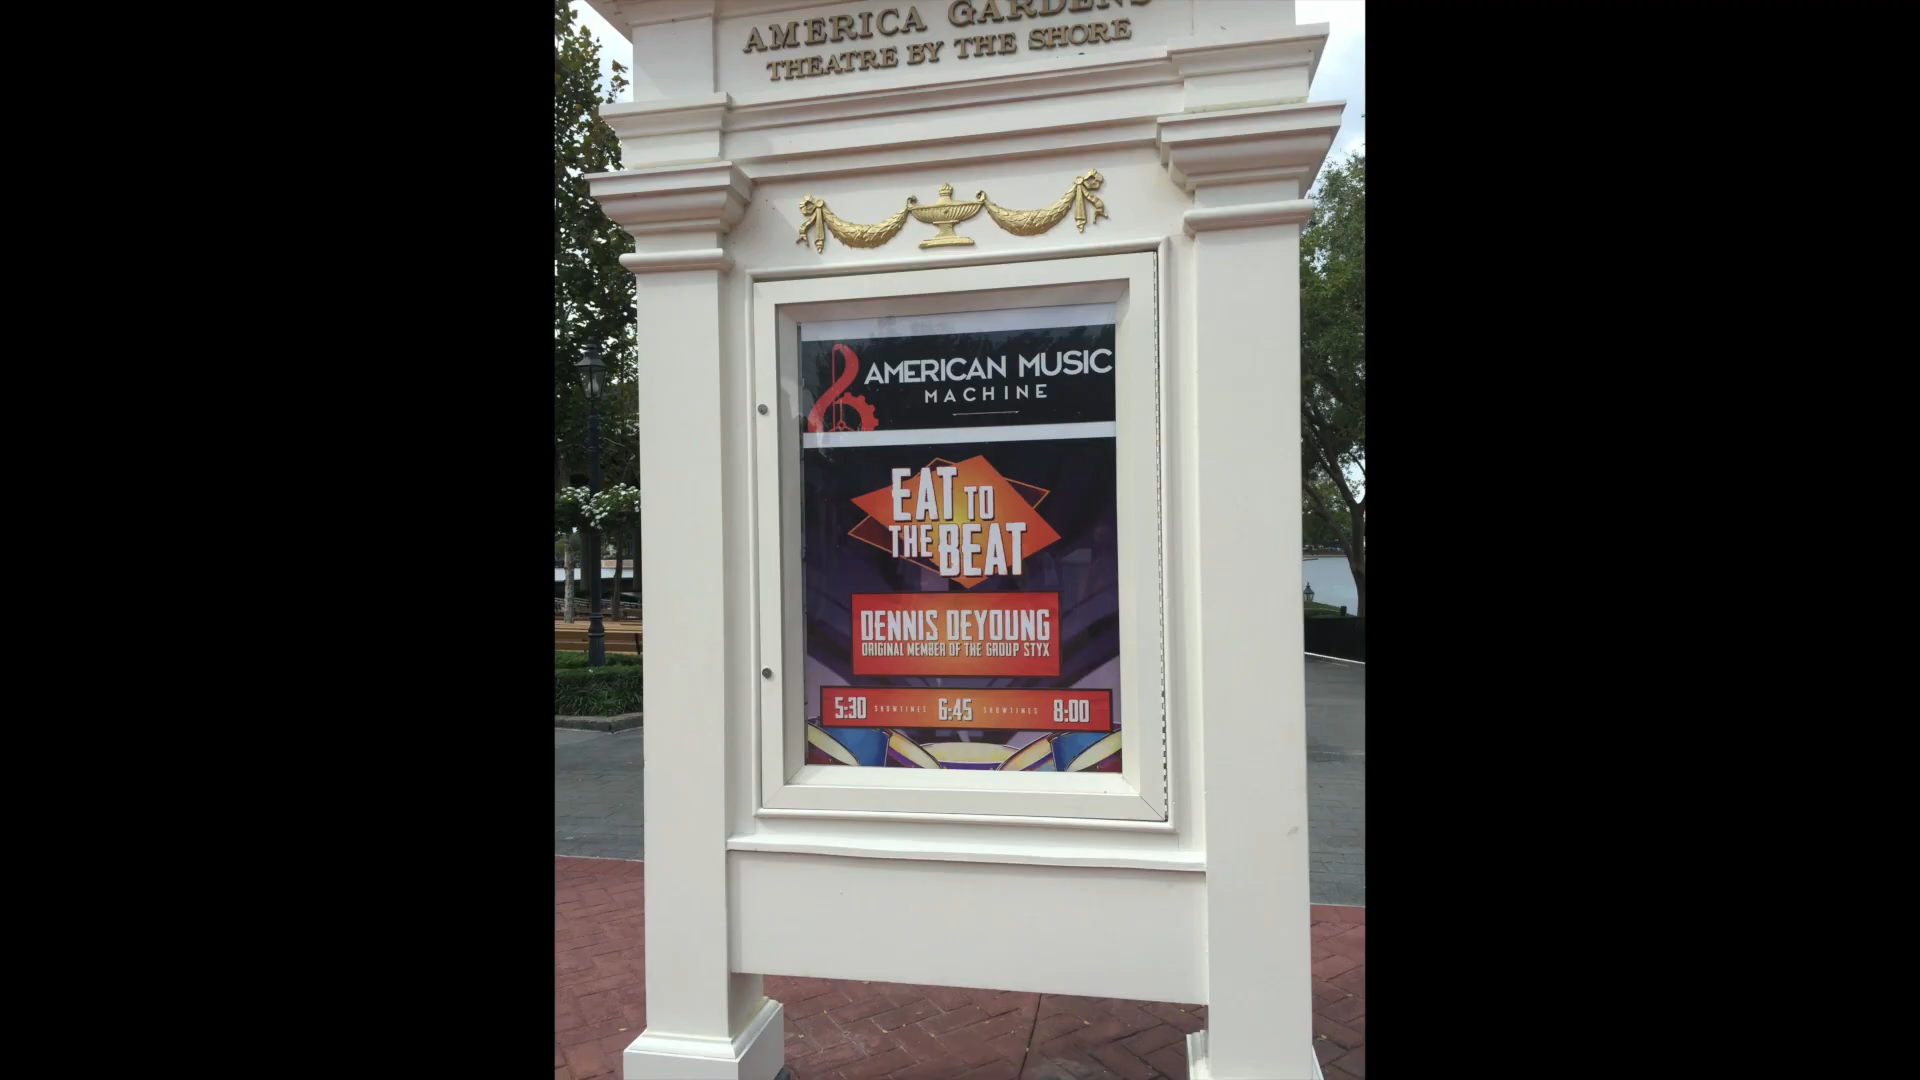 AMERICA GARDENS
THEATRE BY THE SHORE
AMERICAN MUSIC
MACHINE
EAT TO
THE BEAT
DENNIS DEYOUNG
ORIGINAL MEMBER OF THE GROUP STYX
5:30 SHOWTIMES 6:45 SHOWTIMES 8:00